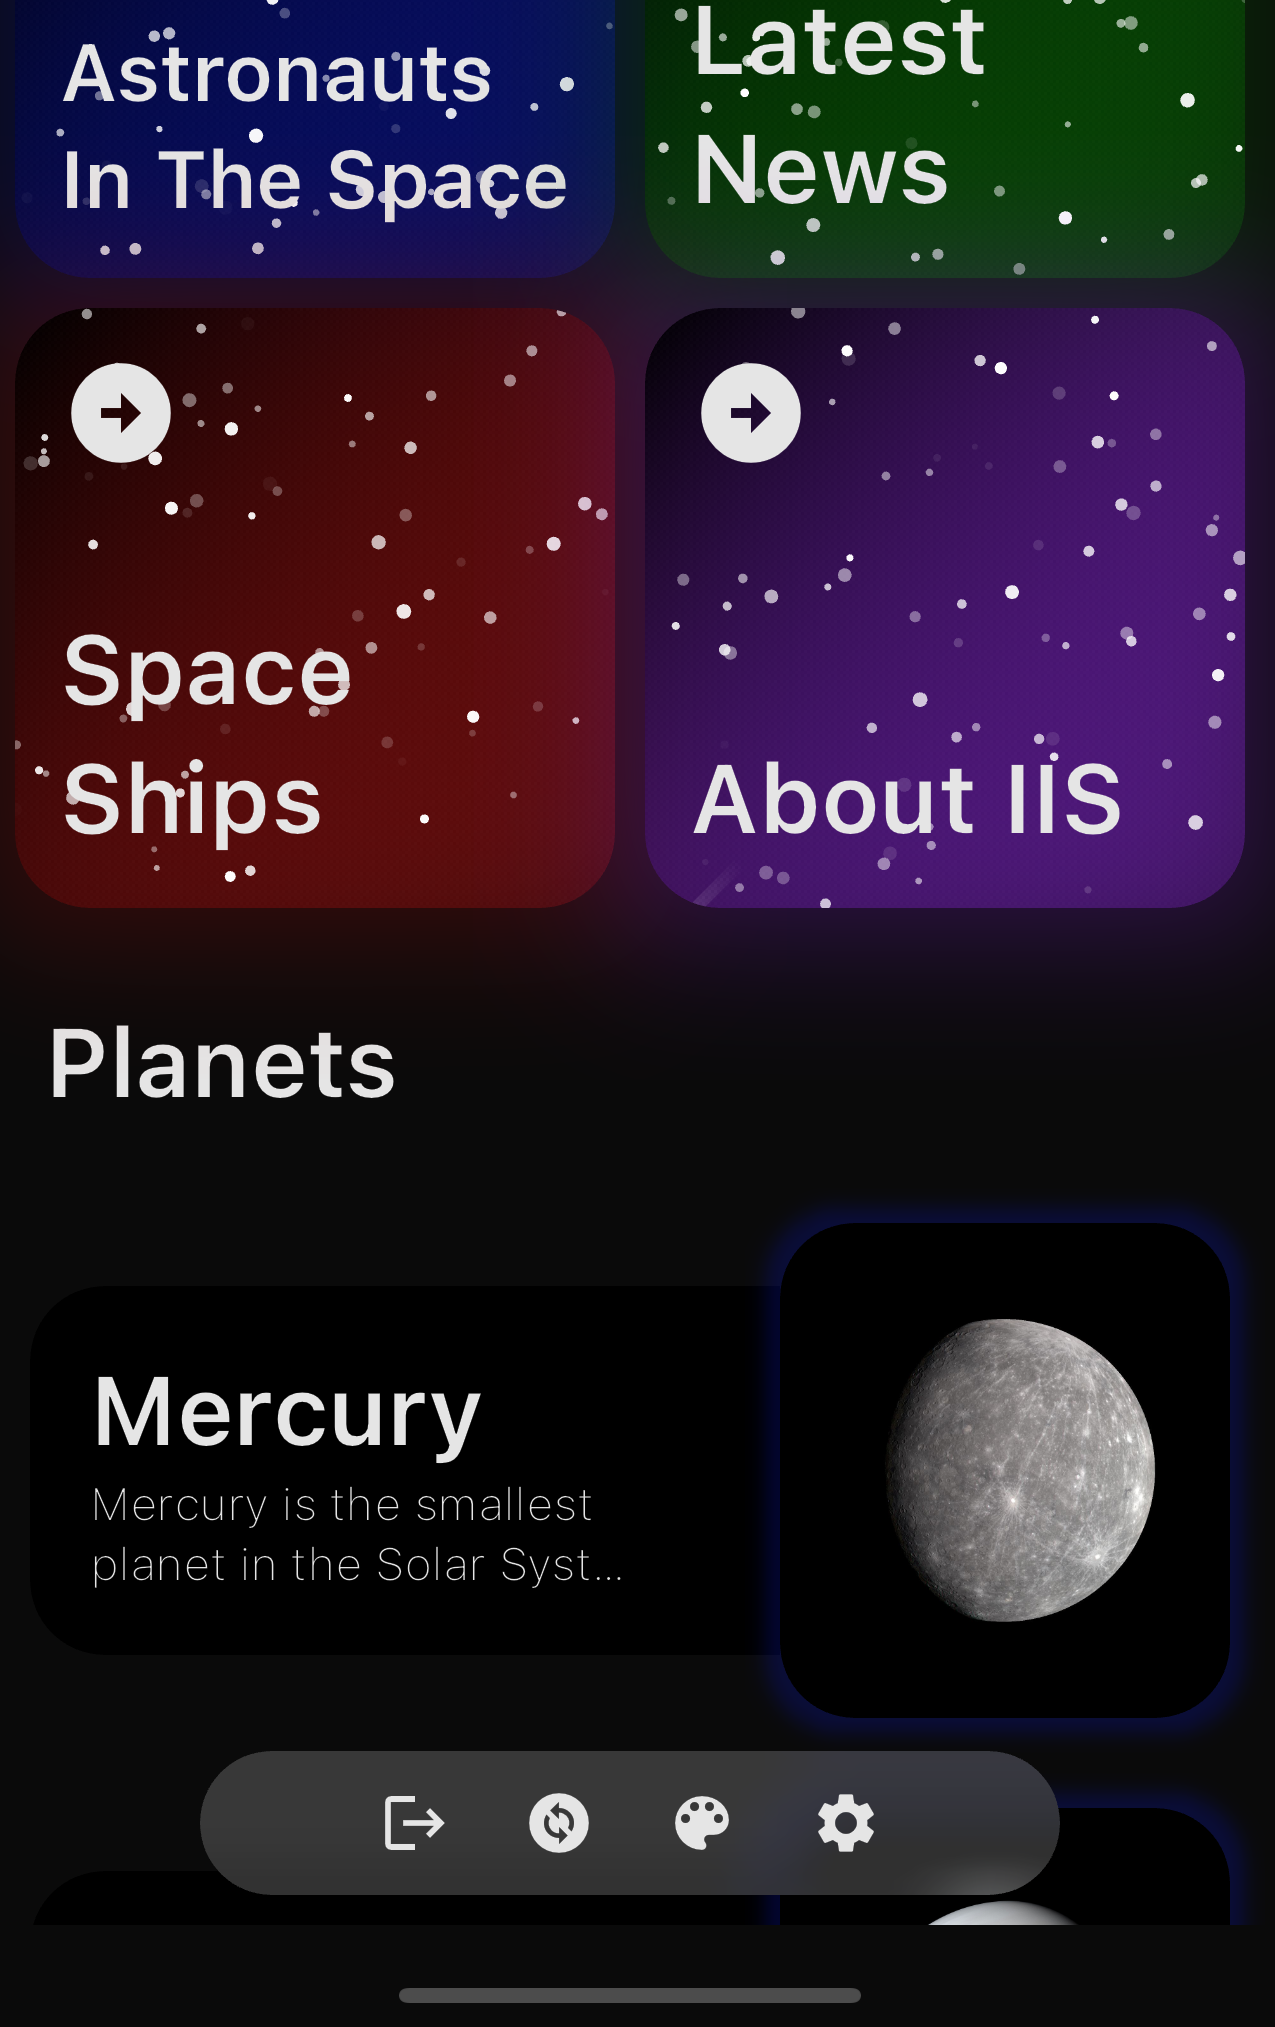 Astronauts
In The Space
Latest
News
Space
Ships
About IIS
Planets
Mercury
Mercury is the smallest
planet in the Solar Syst...